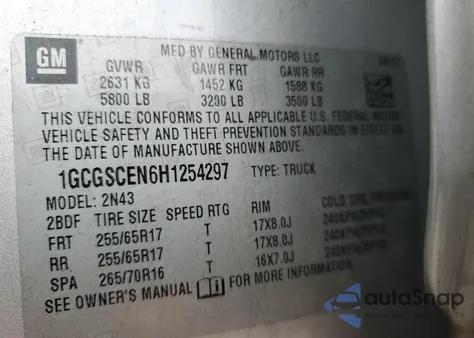 GM
MFD BY GENERAL MOTORS LLC
GVWR GAWR FRT GAWR RR
2631 KG 1452 KG 1588 KG
5800 LB 3200 LB 3500 LB
THIS VEHICLE CONFORMS TO ALL APPLICABLE U.S. FEDERAL MOTOR
VEHICLE SAFETY AND THEFT PREVENTION STANDARDS IN EFFECT
THE DATE OF MANUFACTURE SHOWN ABOVE.
1GCGSCEN6H1254297 TYPE: TRUCK
MODEL: 2N43
2BDF TIRE SIZE SPEED RTG RIM COLD TIRE
FRT 255/65R17 T 17X8.0J
RR 255/65R17 T 17X8.0J
SPA 265/70R16 T 16X7.0J
SEE OWNER'S MANUAL FOR MORE INFORMATION.
autoSnap